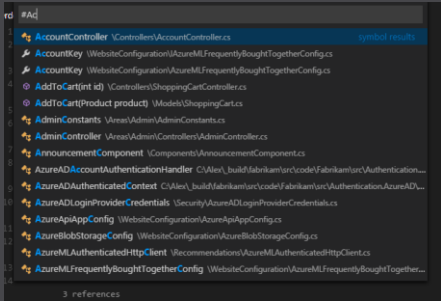 #Ac
AccountController \Controllers\AccountController.cs symbol results
AccountKey \WebsiteConfiguration\IAzureMLFrequentlyBoughtTogetherConfig.cs
AccountKey \WebsiteConfiguration\AzureMLFrequentlyBoughtTogetherConfig.cs
AddToCart(int id) \Controllers\ShoppingCartController.cs
AddToCart(Product product) \Models\ShoppingCart.cs
AdminConstants \Areas\Admin\AdminConstants.cs
AdminController \Areas\Admin\Controllers\AdminController.cs
AnnouncementComponent \Components\AnnouncementComponent.cs
AzureADAccountAuthenticationHandler C:\Alex\_build\fabrikam\src\code\Fabrikam\src\Authentication....
AzureADAuthenticatedContext C:\Alex\_build\fabrikam\src\code\Fabrikam\src\Authentication.AzureAD\...
AzureADLoginProviderCredentials \Security\AzureADLoginProviderCredentials.cs
AzureApiAppConfig \WebsiteConfiguration\AzureApiAppConfig.cs
AzureBlobStorageConfig \WebsiteConfiguration\AzureBlobStorageConfig.cs
AzureMLAuthenticatedHttpClient \Recommendations\AzureMLAuthenticatedHttpClient.cs
AzureMLFrequentlyBoughtTogetherConfig \WebsiteConfiguration\AzureMLFrequentlyBoughtTogether...
3 references